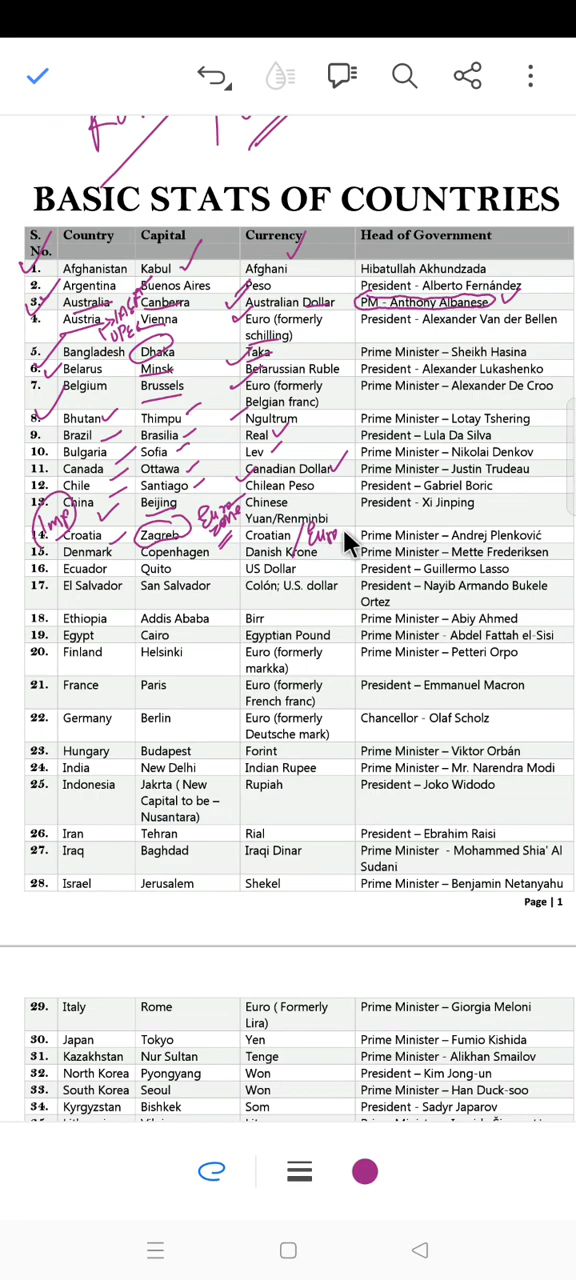 BASIC STATS OF COUNTRIES
S. No. Country Capital Currency Head of Government
1. Afghanistan Kabul Afghani Hibatullah Akhundzada
2. Argentina Buenos Aires Peso President - Alberto Fernández
3. Australia Canberra Australian Dollar PM - Anthony Albanese
4. Austria Vienna Euro (formerly schilling) President - Alexander Van der Bellen
5. Bangladesh Dhaka Taka Prime Minister – Sheikh Hasina
6. Belarus Minsk Belarussian Ruble President - Alexander Lukashenko
7. Belgium Brussels Euro (formerly Belgian franc) Prime Minister - Alexander De Croo
8. Bhutan Thimpu Ngultrum Prime Minister – Lotay Tshering
9. Brazil Brasilia Real President – Lula Da Silva
10. Bulgaria Sofia Lev Prime Minister – Nikolai Denkov
11. Canada Ottawa Canadian Dollar Prime Minister – Justin Trudeau
12. Chile Santiago Chilean Peso President – Gabriel Boric
13. China Beijing Chinese Yuan/Renminbi President - Xi Jinping
Imp
Euro zone
14. Croatia Zagreb Croatian Euro Prime Minister – Andrej Plenković
15. Denmark Copenhagen Danish Krone Prime Minister – Mette Frederiksen
16. Ecuador Quito US Dollar President – Guillermo Lasso
17. El Salvador San Salvador Colón; U.S. dollar President – Nayib Armando Bukele Ortez
18. Ethiopia Addis Ababa Birr Prime Minister – Abiy Ahmed
19. Egypt Cairo Egyptian Pound Prime Minister - Abdel Fattah el-Sisi
20. Finland Helsinki Euro (formerly markka) Prime Minister – Petteri Orpo
21. France Paris Euro (formerly French franc) President – Emmanuel Macron
22. Germany Berlin Euro (formerly Deutsche mark) Chancellor - Olaf Scholz
23. Hungary Budapest Forint Prime Minister – Viktor Orbán
24. India New Delhi Indian Rupee Prime Minister – Mr. Narendra Modi
25. Indonesia Jakrta ( New Capital to be – Nusantara) Rupiah President – Joko Widodo
26. Iran Tehran Rial President – Ebrahim Raisi
27. Iraq Baghdad Iraqi Dinar Prime Minister - Mohammed Shia' Al Sudani
28. Israel Jerusalem Shekel Prime Minister – Benjamin Netanyahu
Page | 1
29. Italy Rome Euro ( Formerly Lira) Prime Minister – Giorgia Meloni
30. Japan Tokyo Yen Prime Minister – Fumio Kishida
31. Kazakhstan Nur Sultan Tenge Prime Minister - Alikhan Smailov
32. North Korea Pyongyang Won President – Kim Jong-un
33. South Korea Seoul Won Prime Minister – Han Duck-soo
34. Kyrgyzstan Bishkek Som President - Sadyr Japarov